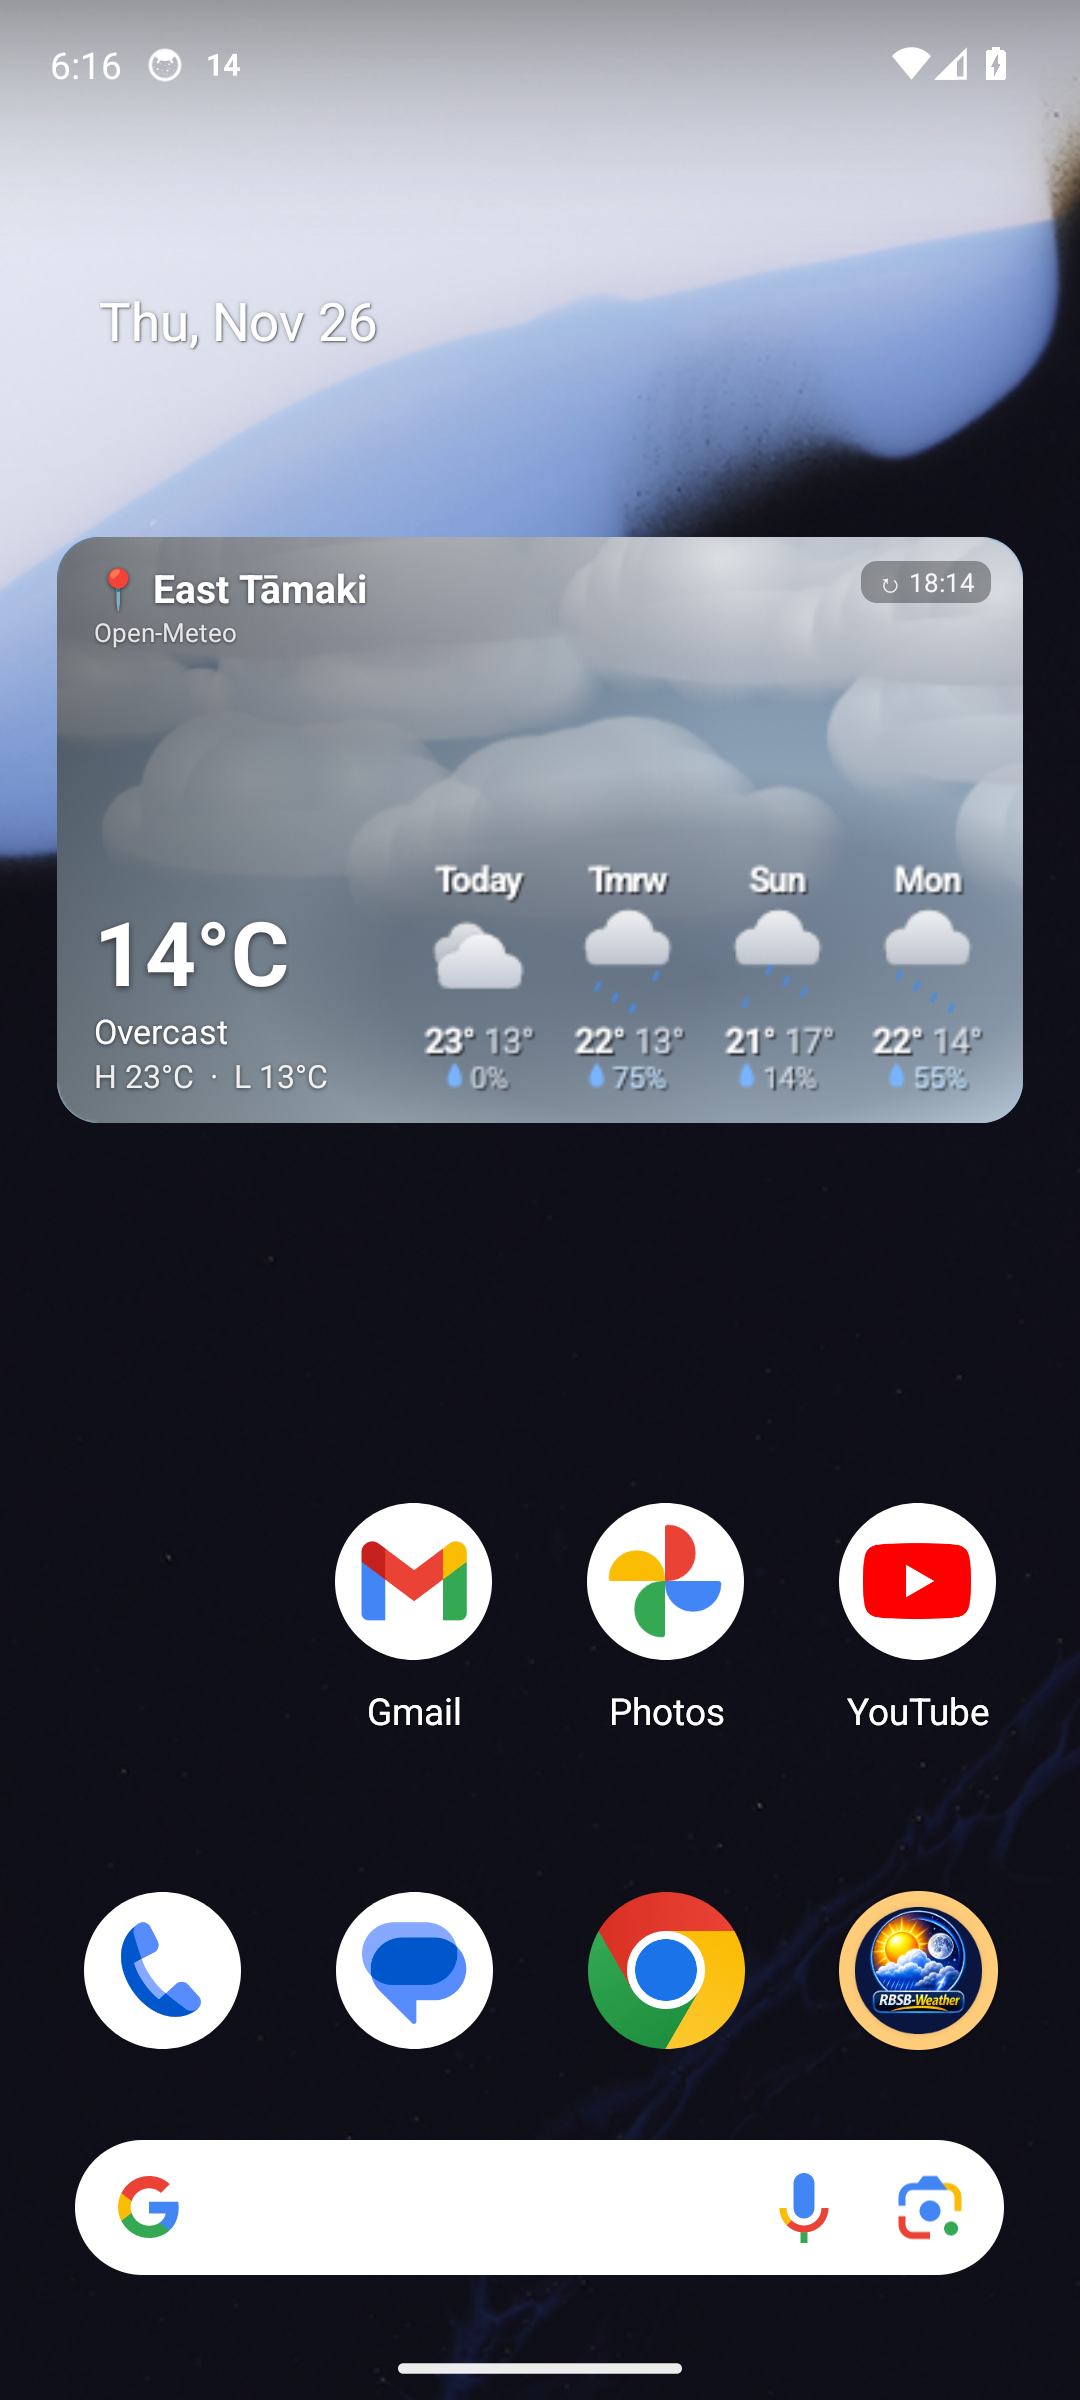 6:16 14
Thu, Nov 26
East Tāmaki
↻ 18:14
Open-Meteo
Today Tmrw Sun Mon
14°C
Overcast
H 23°C · L 13°C
23° 13° 22° 13° 21° 17° 22° 14°
0% 75% 14% 55%
Gmail Photos YouTube
RBSB-Weather